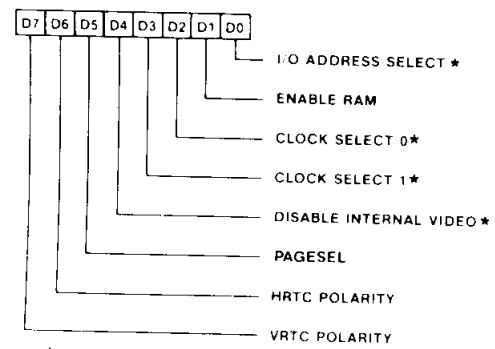 D7 D6 D5 D4 D3 D2 D1 D0
I/O ADDRESS SELECT ★
ENABLE RAM
CLOCK SELECT 0★
CLOCK SELECT 1★
DISABLE INTERNAL VIDEO★
PAGESEL
HRTC POLARITY
VRTC POLARITY